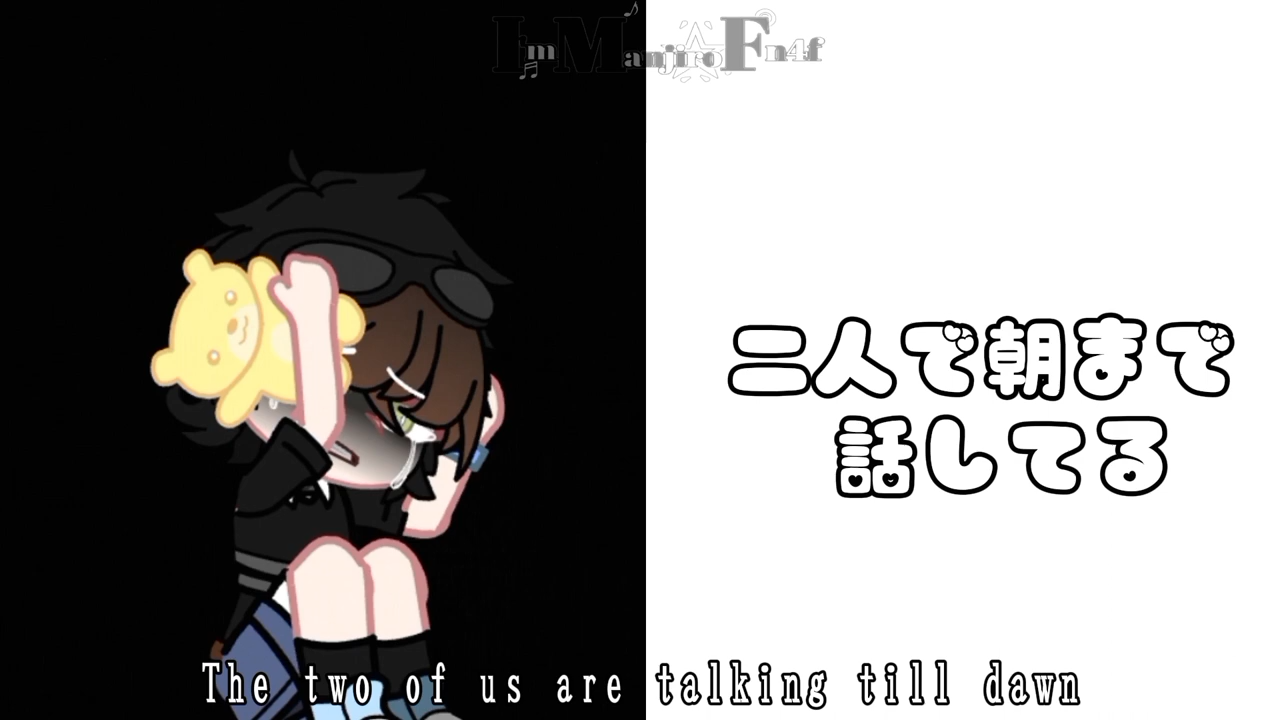 ImManjiroFn4f
二人で朝まで
話してる
The two of us are talking till dawn